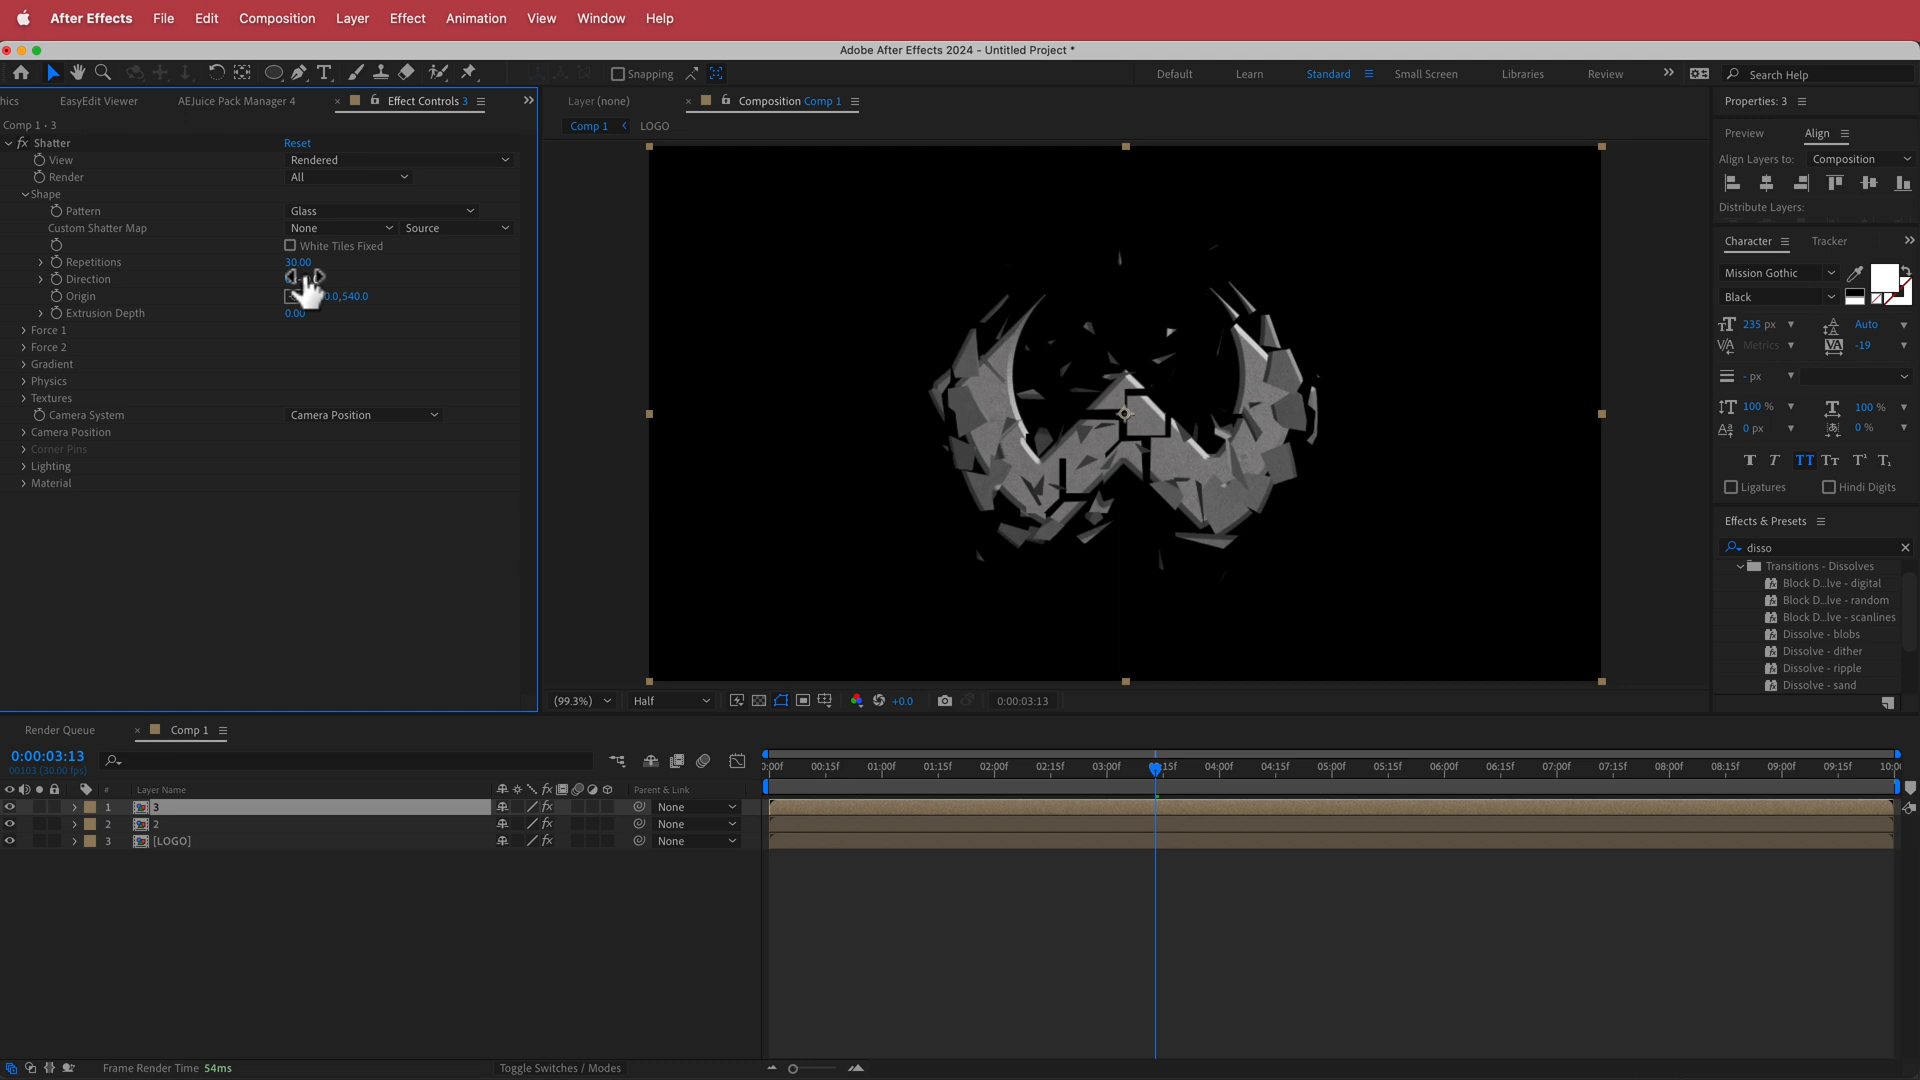 After Effects File Edit Composition Layer Effect Animation View Window Help
Adobe After Effects 2024 - Untitled Project *
Snapping Default Learn Standard Small Screen Libraries Review Search Help
hics EasyEdit Viewer AEJuice Pack Manager 4 Effect Controls 3 Layer (none) Composition Comp 1 Properties: 3
Comp 1 • 3 Comp 1 LOGO Preview Align
fx Shatter Reset
View Rendered Align Layers to: Composition
Render All
Shape
Pattern Glass Distribute Layers:
Custom Shatter Map None Source
White Tiles Fixed Character Tracker
Repetitions 30.00 Mission Gothic
Direction
Origin 0.0,540.0 Black
Extrusion Depth 0.00
Force 1 235 px Auto
Force 2 Metrics -19
Gradient
Physics - px
Textures
Camera System Camera Position 100 % 100 %
Camera Position 0 px 0 %
Corner Pins
Lighting
Material Ligatures Hindi Digits
Effects & Presets
disso
Transitions - Dissolves
Block D...lve - digital
Block D...lve - random
Block D...lve - scanlines
Dissolve - blobs
Dissolve - dither
Dissolve - ripple
Dissolve - sand
(99.3%) Half +0.0 0:00:03:13
Render Queue Comp 1
0:00:03:13
00103 (30.00 fps)
):00f 00:15f 01:00f 01:15f 02:00f 02:15f 03:00f 15f 04:00f 04:15f 05:00f 05:15f 06:00f 06:15f 07:00f 07:15f 08:00f 08:15f 09:00f 09:15f 10:0
# Layer Name fx Parent & Link
1 3 fx None
2 2 fx None
3 [LOGO] fx None
Frame Render Time 54ms Toggle Switches / Modes